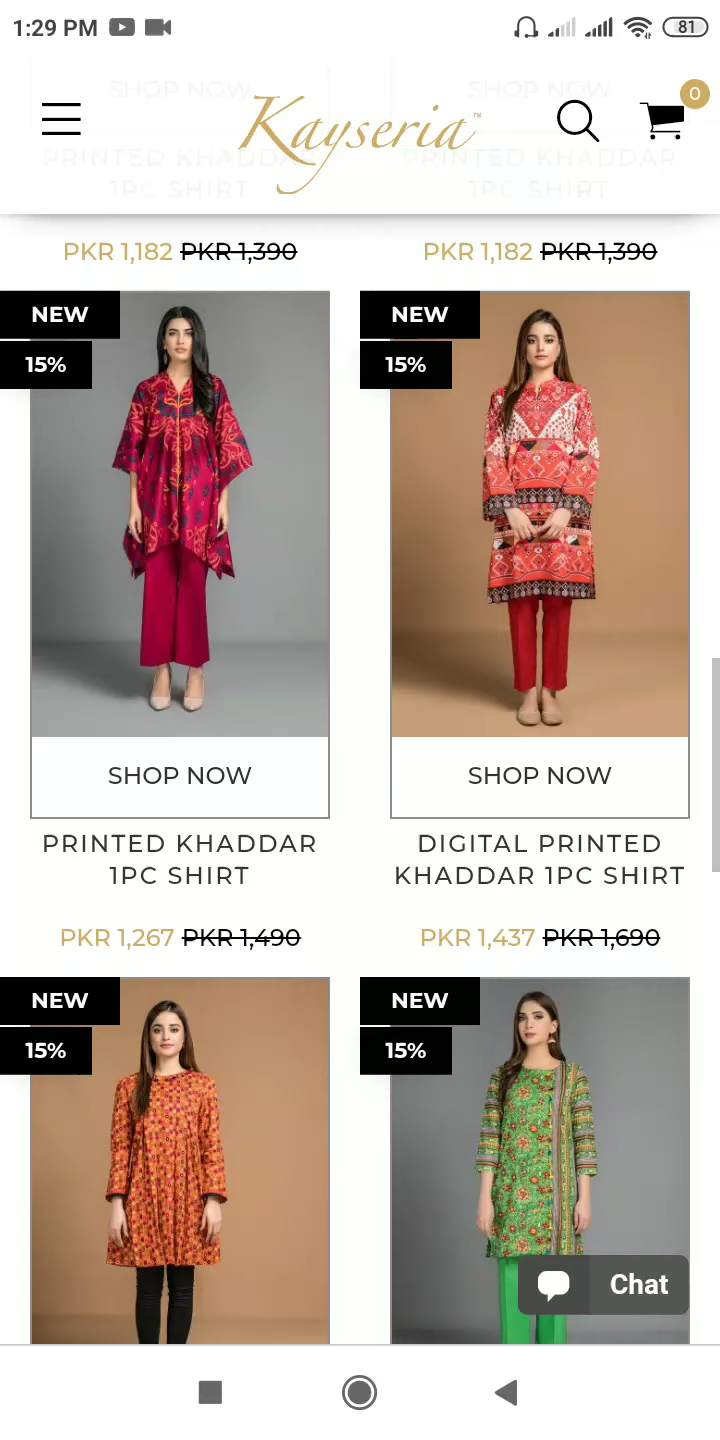 1:29 PM
81
SHOP NOW
SHOP NOW
Kayseria™
0
PRINTED KHADDAR
1PC SHIRT
PRINTED KHADDAR
1PC SHIRT
PKR 1,182 PKR 1,390
PKR 1,182 PKR 1,390
NEW
15%
NEW
15%
SHOP NOW
SHOP NOW
PRINTED KHADDAR
1PC SHIRT
DIGITAL PRINTED
KHADDAR 1PC SHIRT
PKR 1,267 PKR 1,490
PKR 1,437 PKR 1,690
NEW
15%
NEW
15%
Chat